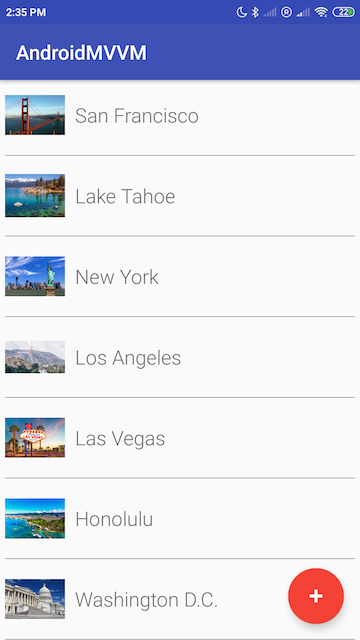 2:35 PM
22
AndroidMVVM
San Francisco
Lake Tahoe
New York
Los Angeles
Las Vegas
Honolulu
Washington D.C.
+